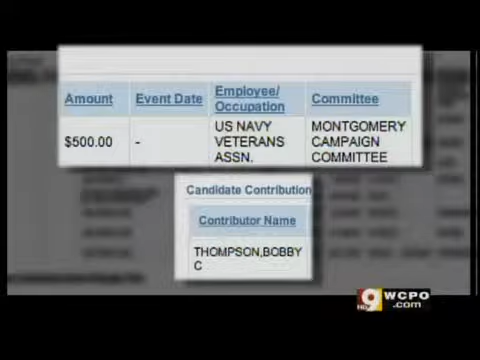 Amount Event Date Employee/ Occupation Committee
$500.00 - US NAVY VETERANS ASSN. MONTGOMERY CAMPAIGN COMMITTEE
Candidate Contribution
Contributor Name
THOMPSON,BOBBY
C
9 WCPO
HD .com